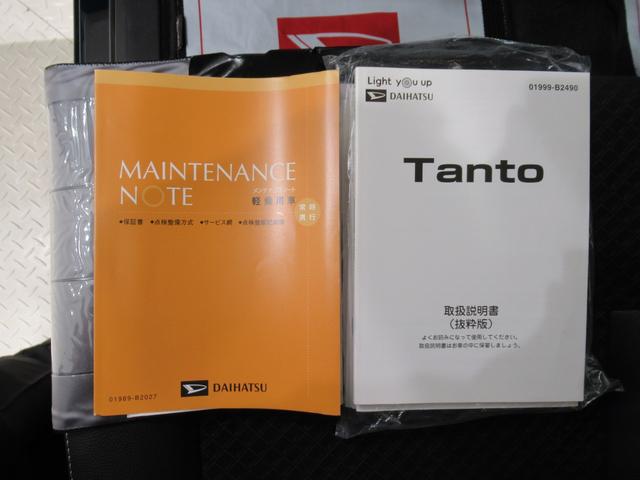 MAINTENANCE
NOTE
メンテナンスノート
軽乗用車
常時
携行
◆保証書 ◆点検整備方式 ◆サービス網 ◆点検整備記録簿
DAIHATSU
01989-B2027
Light you up
DAIHATSU
01999-B2490
Tanto
取扱説明書
(抜粋版)
よくお読みになって使用してください。
取扱説明書はお車の中に保管しましょう。